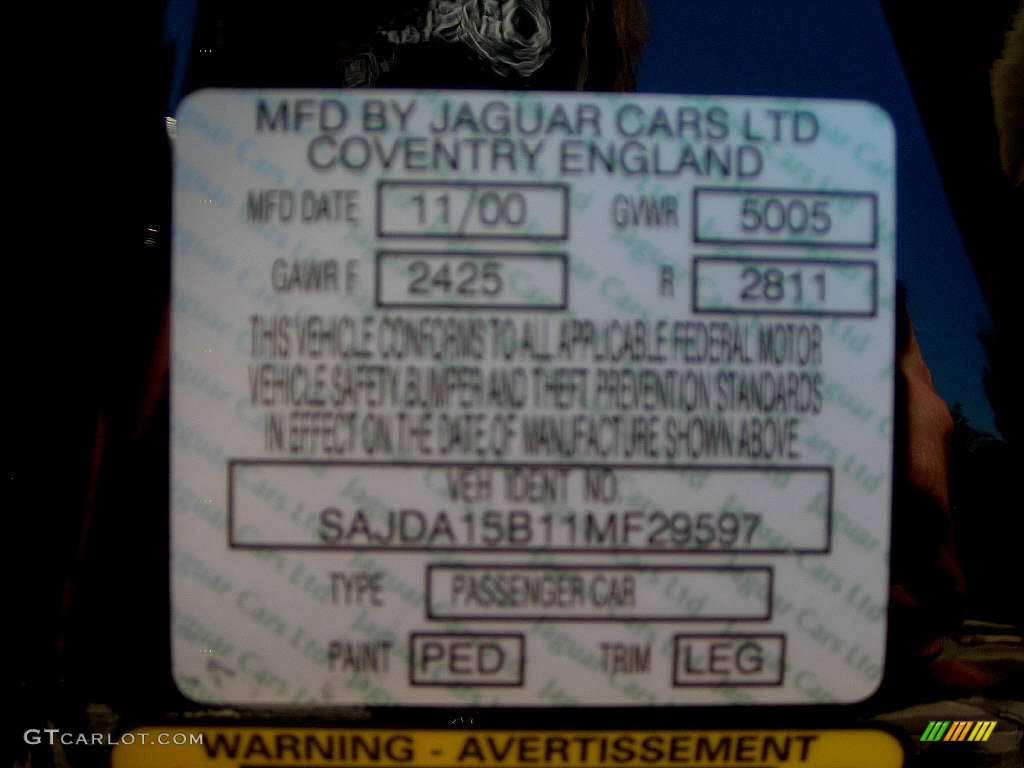 MFD BY JAGUAR CARS LTD
COVENTRY ENGLAND
MFD DATE 11/00 GVWR 5005
GAWR F 2425 R 2811
THIS VEHICLE CONFORMS TO ALL APPLICABLE FEDERAL MOTOR
VEHICLE SAFETY, BUMPER AND THEFT PREVENTION STANDARDS
IN EFFECT ON THE DATE OF MANUFACTURE SHOWN ABOVE
VEH IDENT NO.
SAJDA15B11MF29597
TYPE PASSENGER CAR
PAINT PED TRIM LEG
WARNING - AVERTISSEMENT
GTCARLOT.COM